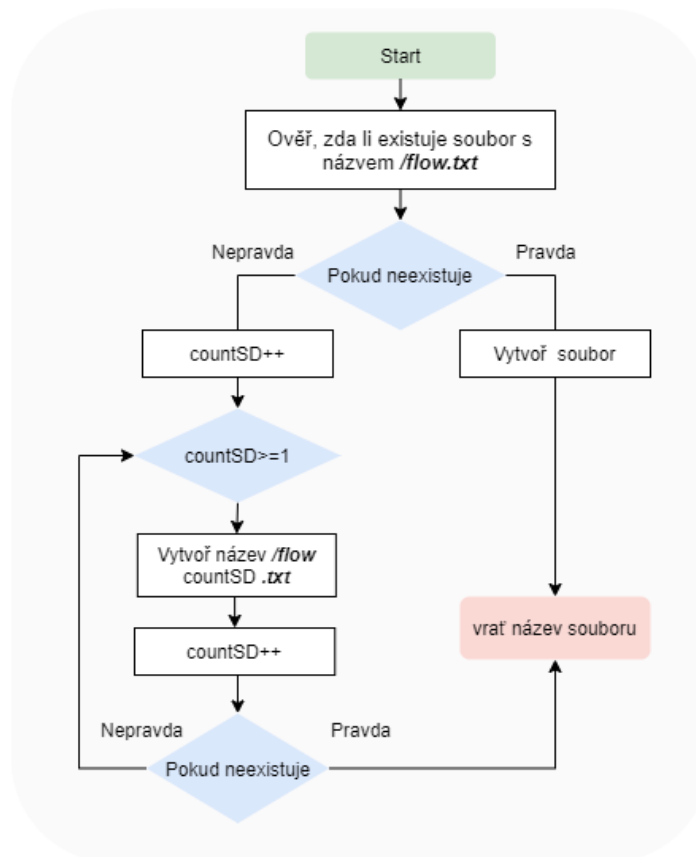 Start
Ověř, zda li existuje soubor s
názvem /flow.txt
Nepravda
Pravda
Pokud neexistuje
countSD++
Vytvoř soubor
countSD>=1
Vytvoř název /flow
countSD .txt
vrať název souboru
countSD++
Nepravda
Pravda
Pokud neexistuje